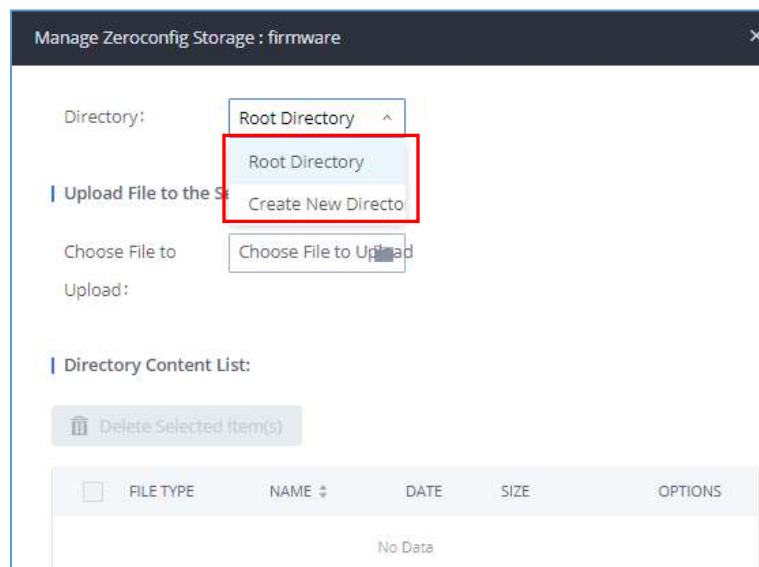 Manage Zeroconfig Storage : firmware
×
Directory:
Root Directory
Root Directory
Create New Directo
Upload File to the Se
Choose File to
Upload:
Choose File to Upload
Directory Content List:
Delete Selected Item(s)
FILE TYPE NAME DATE SIZE OPTIONS
No Data